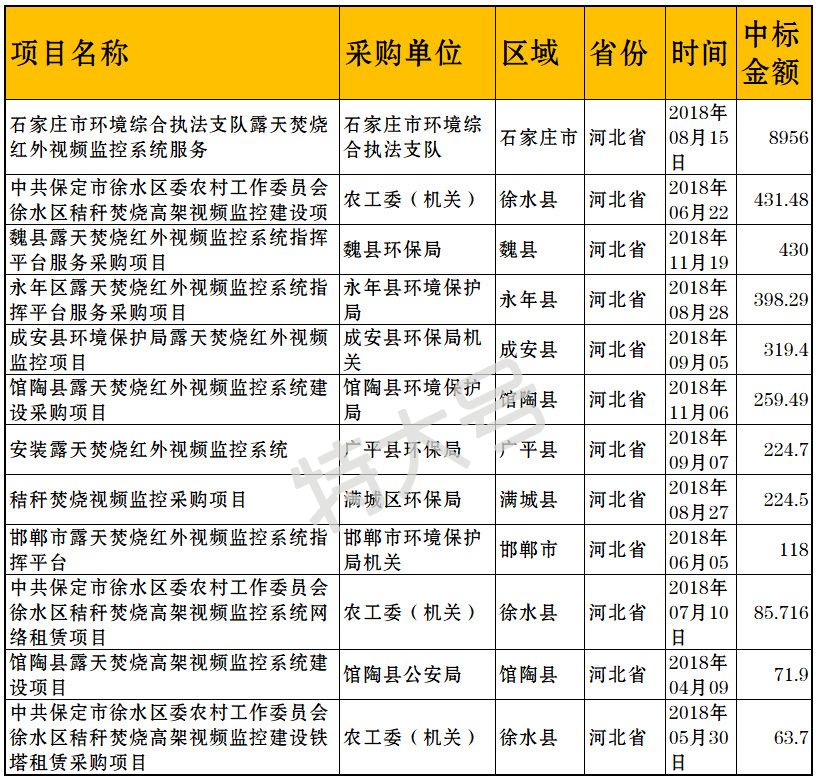 项目名称 采购单位 区域 省份 时间 中标
金额
石家庄市环境综合执法支队露天焚烧
红外视频监控系统服务
石家庄市环境综
合执法支队
石家庄市
河北省
2018年
08月15
日
8956
中共保定市徐水区委农村工作委员会
徐水区秸秆焚烧高架视频监控建设项
农工委（机关）
徐水县
河北省
2018年
06月22
431.48
魏县露天焚烧红外视频监控系统指挥
平台服务采购项目
魏县环保局
魏县
河北省
2018年
11月19
430
永年区露天焚烧红外视频监控系统指
挥平台服务采购项目
永年县环境保护
局
永年县
河北省
2018年
08月28
398.29
成安县环境保护局露天焚烧红外视频
监控项目
成安县环保局机
关
成安县
河北省
2018年
09月05
319.4
馆陶县露天焚烧红外视频监控系统建
设采购项目
馆陶县环境保护
局
馆陶县
河北省
2018年
11月06
259.49
安装露天焚烧红外视频监控系统
广平县环保局
广平县
河北省
2018年
09月07
224.7
秸秆焚烧视频监控采购项目
满城区环保局
满城县
河北省
2018年
08月27
224.5
邯郸市露天焚烧红外视频监控系统指
挥平台
邯郸市环境保护
局机关
邯郸市
河北省
2018年
06月05
118
中共保定市徐水区委农村工作委员会
徐水区秸秆焚烧高架视频监控系统网
络租赁项目
农工委（机关）
徐水县
河北省
2018年
07月10
日
85.716
馆陶县露天焚烧高架视频监控系统建
设项目
馆陶县公安局
馆陶县
河北省
2018年
04月09
71.9
中共保定市徐水区委农村工作委员会
徐水区秸秆焚烧高架视频监控建设铁
塔租赁采购项目
农工委（机关）
徐水县
河北省
2018年
05月30
日
63.7
特大号